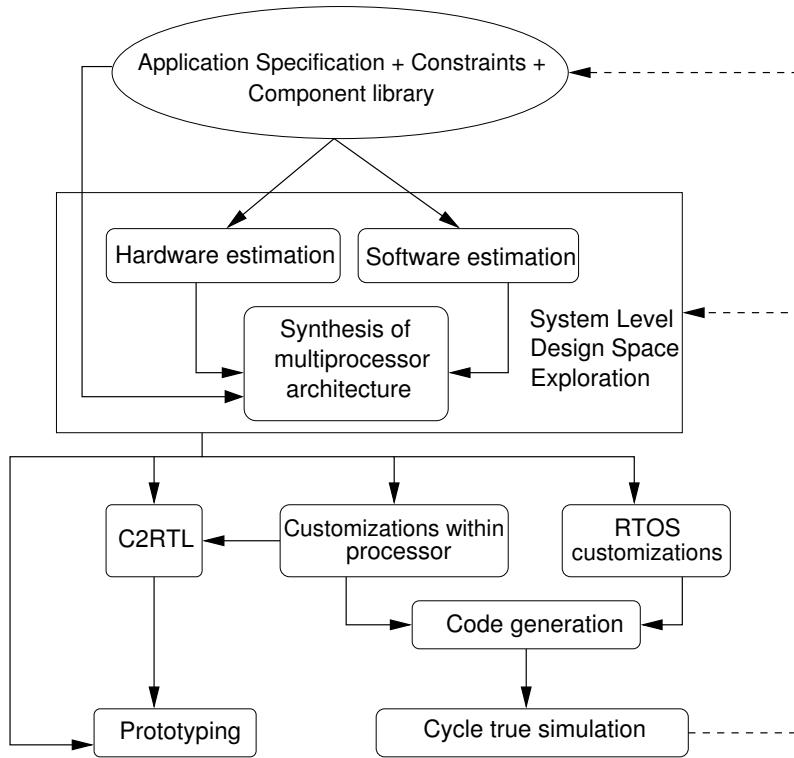 Application Specification + Constraints +
Component library
Hardware estimation
Software estimation
Synthesis of
multiprocessor
architecture
System Level
Design Space
Exploration
C2RTL
Customizations within
processor
RTOS
customizations
Code generation
Prototyping
Cycle true simulation